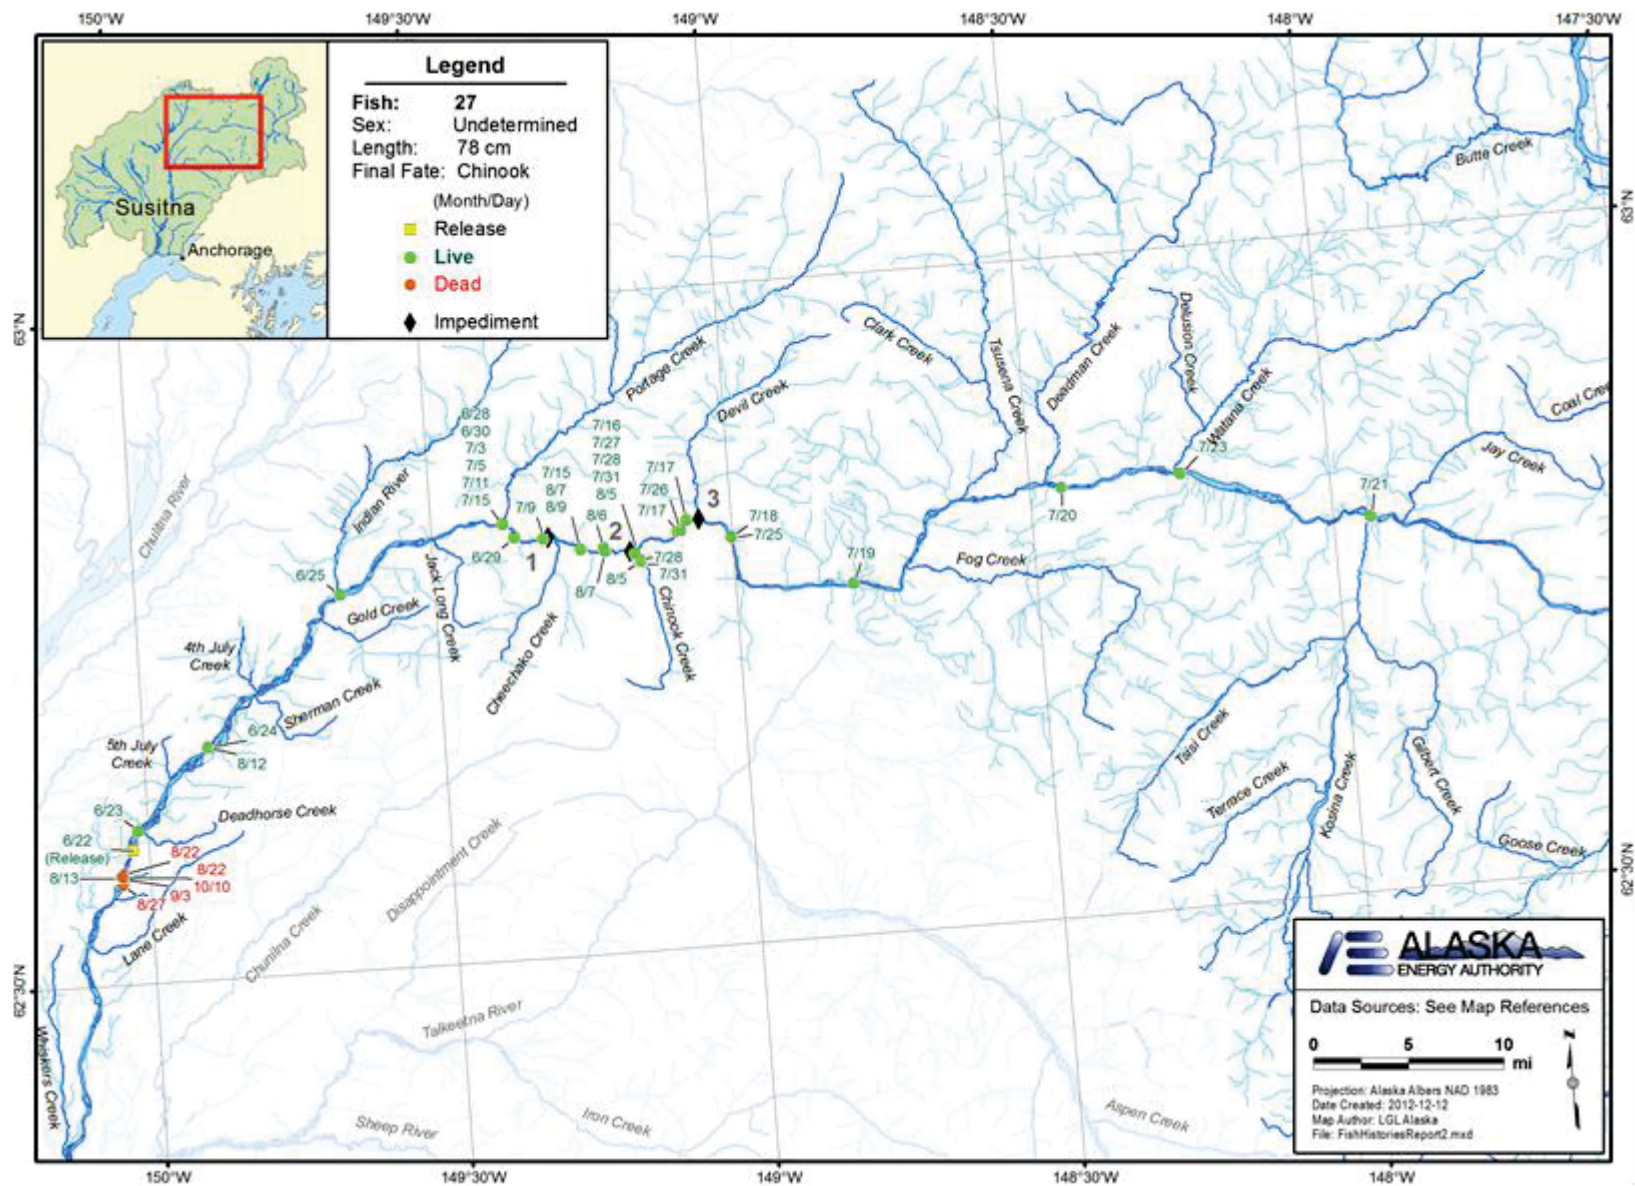 150°W
149°30'W
149°W
148°30'W
148°W
147°30'W
Susitna
Anchorage
Legend
Fish: 27
Sex: Undetermined
Length: 78 cm
Final Fate: Chinook
(Month/Day)
Release
Live
Dead
Impediment
63°N
63°N
Butte Creek
Portage Creek
Clark Creek
Devil Creek
Tsusena Creek
Deadman Creek
Delusion Creek
Watana Creek
Coal Cree
Jay Creek
Chulitna River
Indian River
6/28
6/30
7/3
7/5
7/11
7/15
7/9
7/15
8/7
8/9
7/16
7/27
7/28
7/31
8/5
8/6
7/17
7/26
7/17
3
2
1
7/18
7/25
7/23
7/21
7/20
7/19
6/29
8/7
8/5
7/28
7/31
6/25
Fog Creek
Jack Long Creek
Gold Creek
Cheechako Creek
Chinook Creek
4th July
Creek
Sherman Creek
6/24
8/12
5th July
Creek
6/23
Deadhorse Creek
6/22
(Release)
8/13
8/22
8/22
10/10
9/3
8/27
Lane Creek
Chunilna Creek
Disappointment Creek
Tsisi Creek
Terrace Creek
Kosina Creek
Gilbert Creek
Goose Creek
62°30'N
62°30'N
Whiskers Creek
Talkeetna River
Sheep River
Iron Creek
Aspen Creek
ALASKA
ENERGY AUTHORITY
Data Sources: See Map References
0 5 10
mi
N
Projection: Alaska Albers NAD 1983
Date Created: 2012-12-12
Map Author: LGL Alaska
File: FishHistoriesReport2.mxd
150°W
149°30'W
149°W
148°30'W
148°W